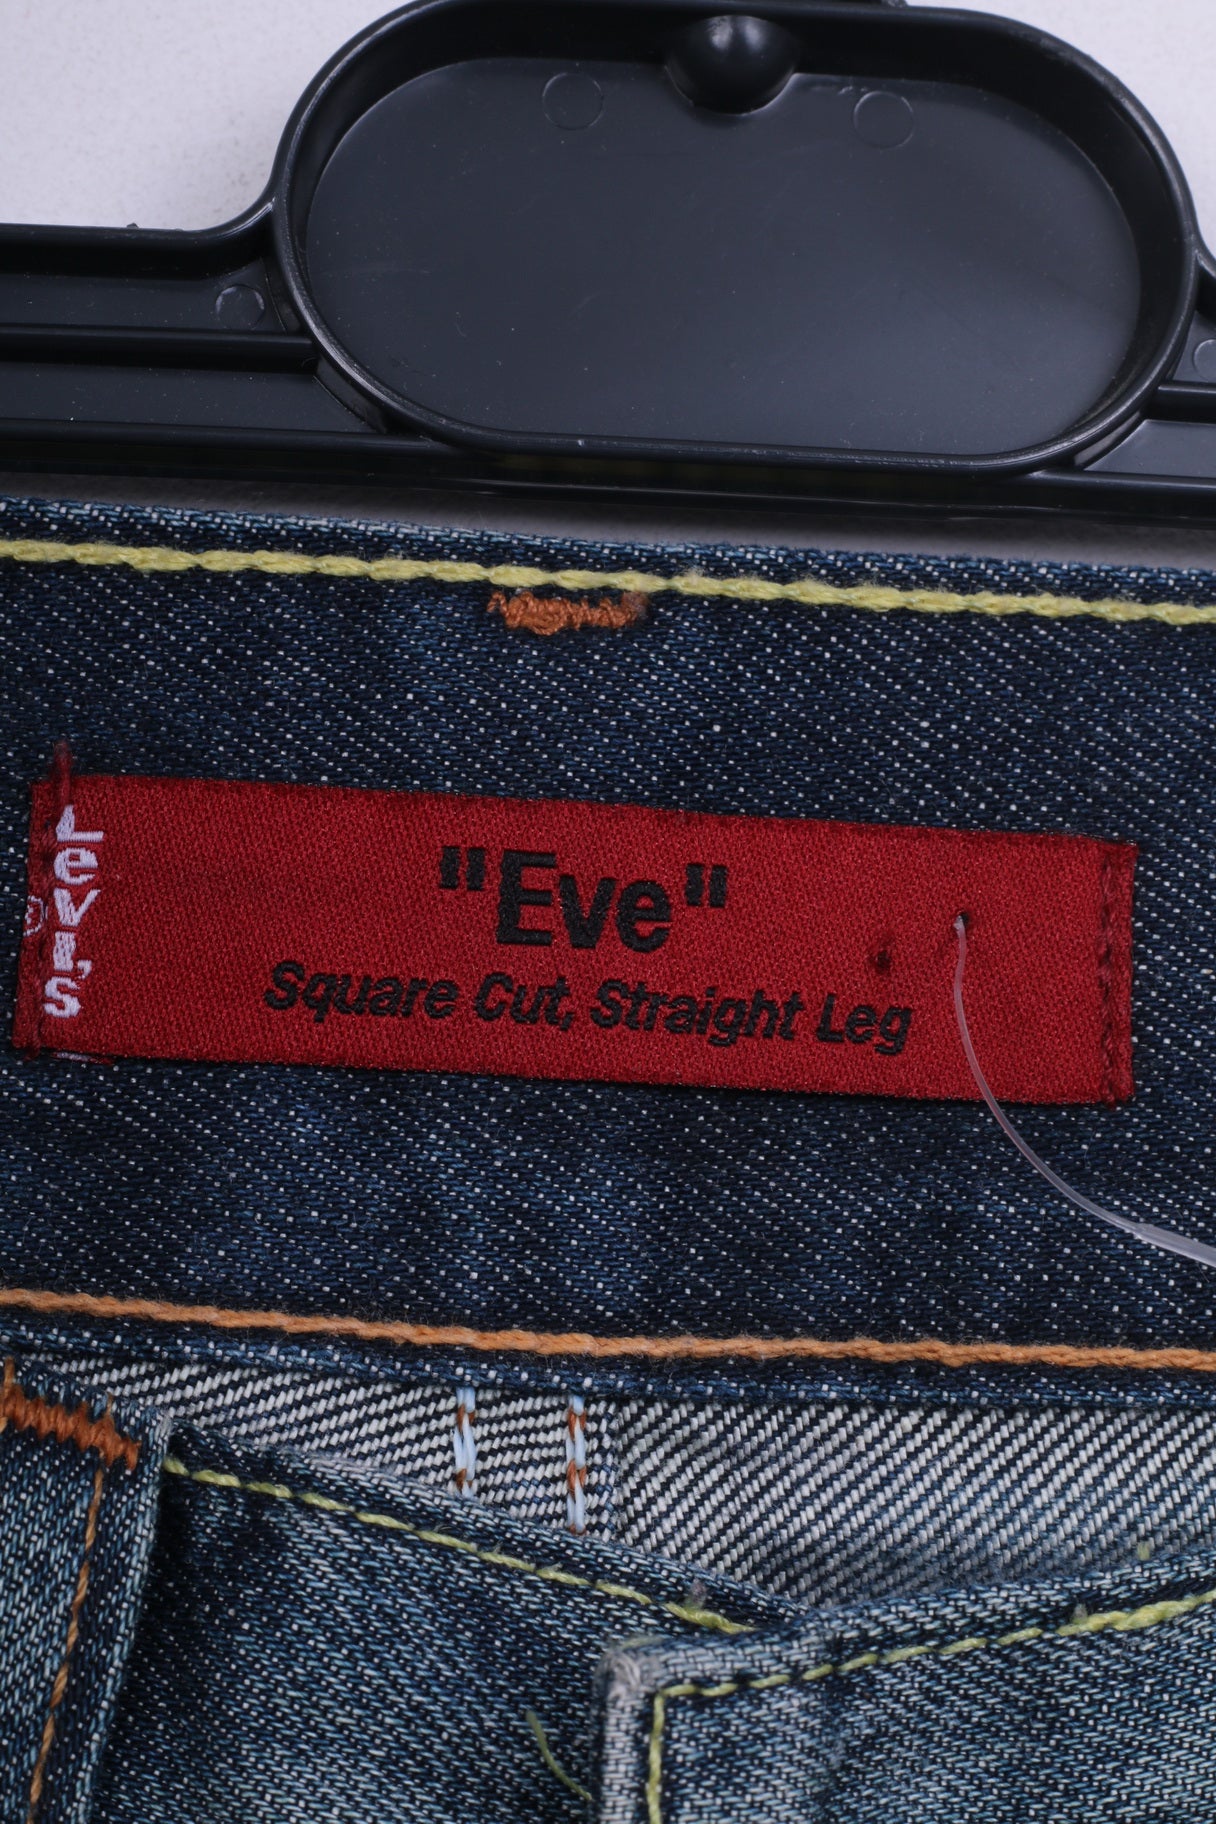 Levi's
®
"Eve"
Square Cut, Straight Leg